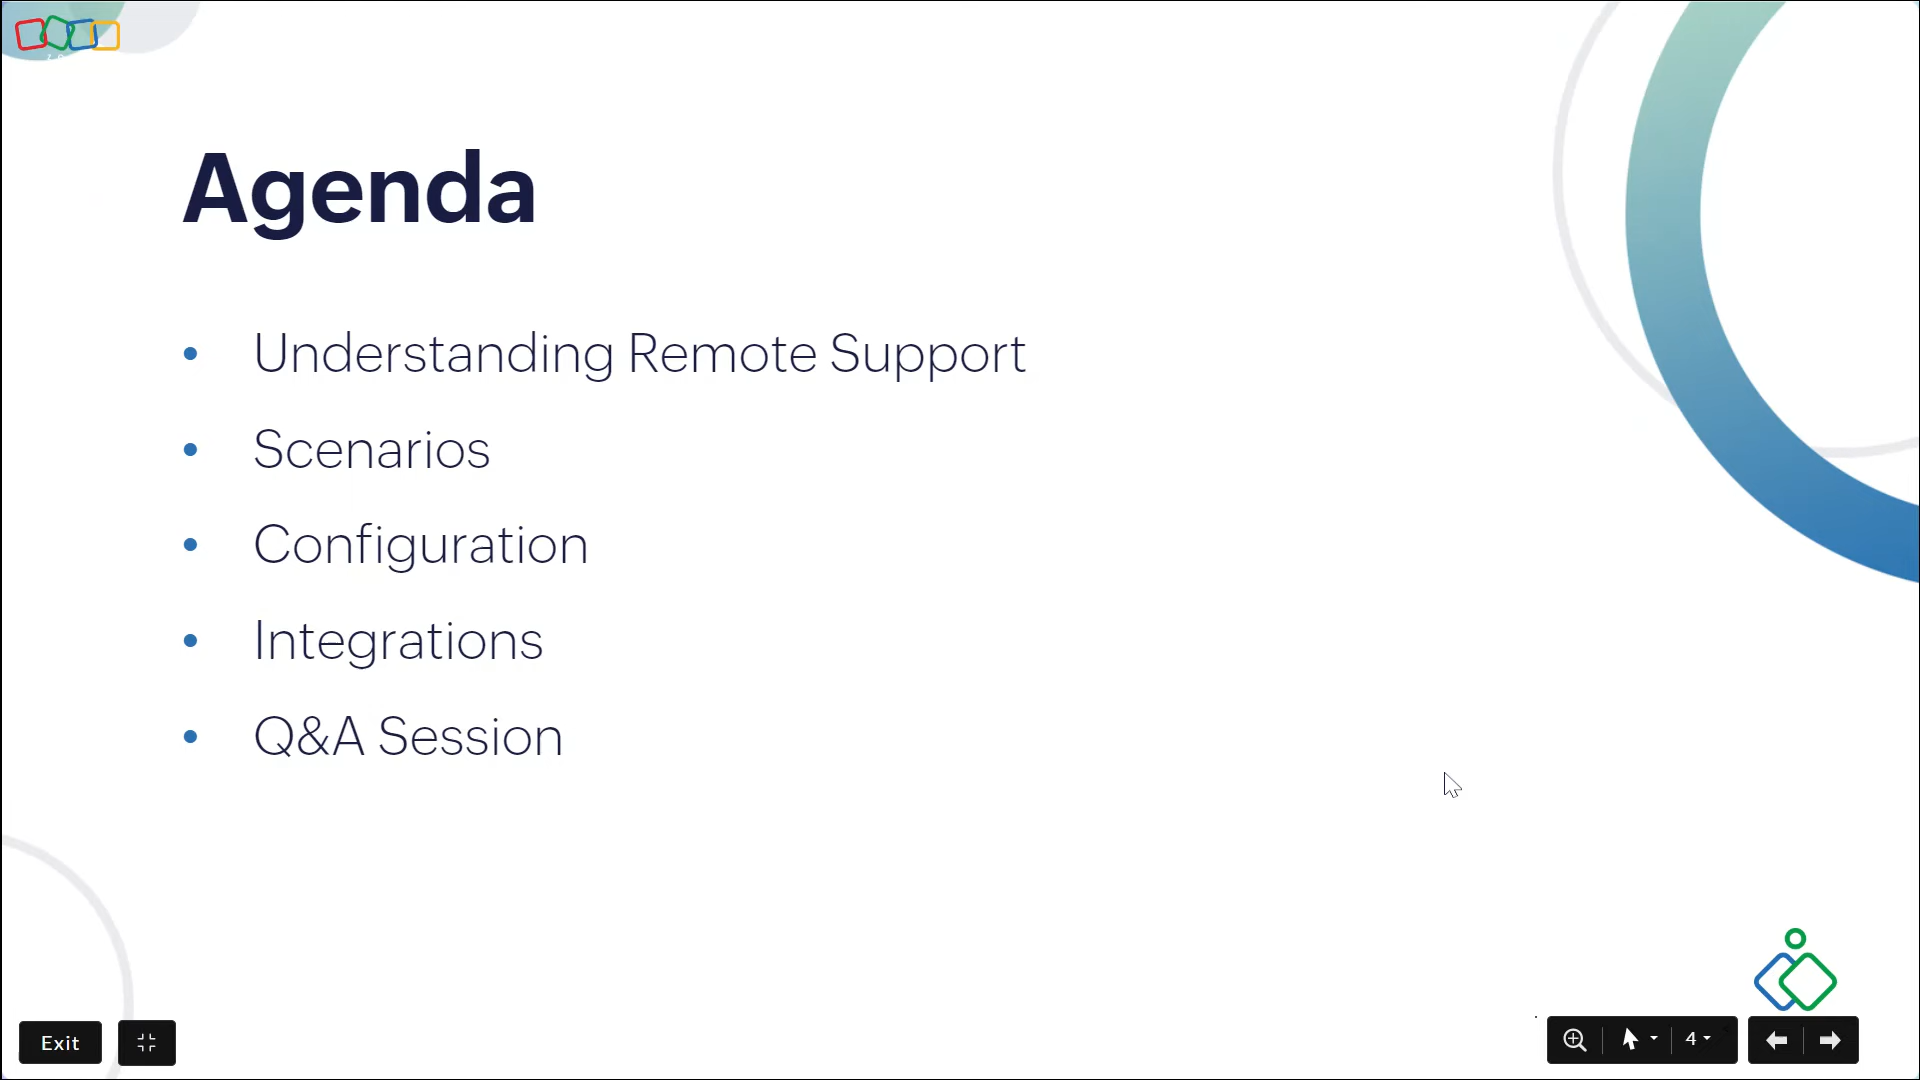 Agenda
• Understanding Remote Support
• Scenarios
• Configuration
• Integrations
• Q&A Session
Exit
4